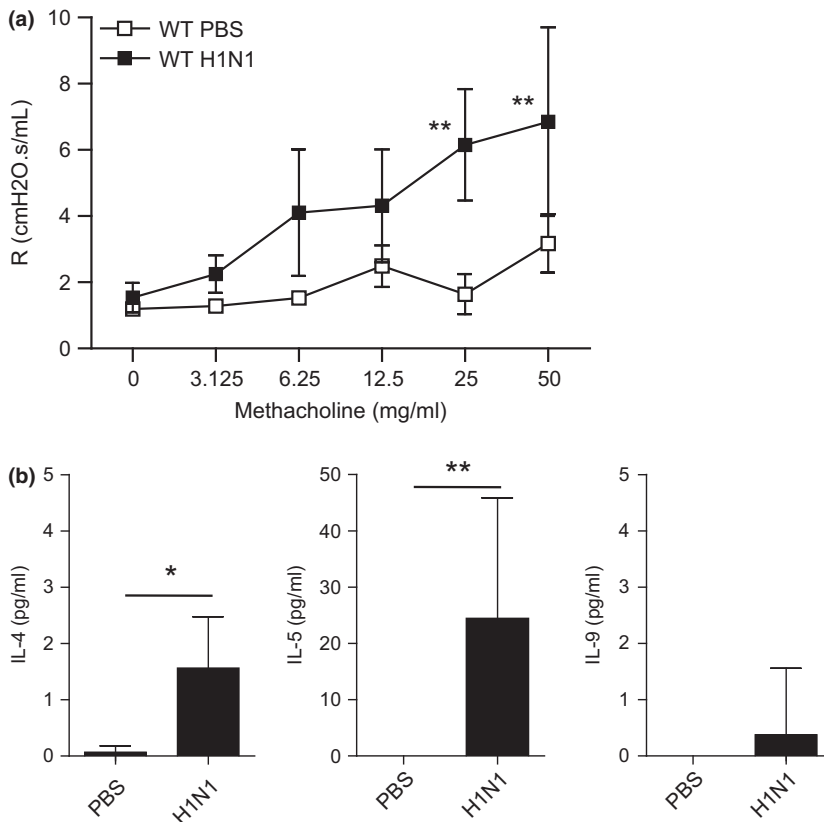 (a)
10
8
6
4
2
0
R (cmH2O.s/mL)
WT PBS
WT H1N1
**
**
0 3.125 6.25 12.5 25 50
Methacholine (mg/ml)
(b)
5
4
3
2
1
0
IL-4 (pg/ml)
*
PBS H1N1
50
40
30
20
10
0
IL-5 (pg/ml)
**
PBS H1N1
5
4
3
2
1
0
IL-9 (pg/ml)
PBS H1N1